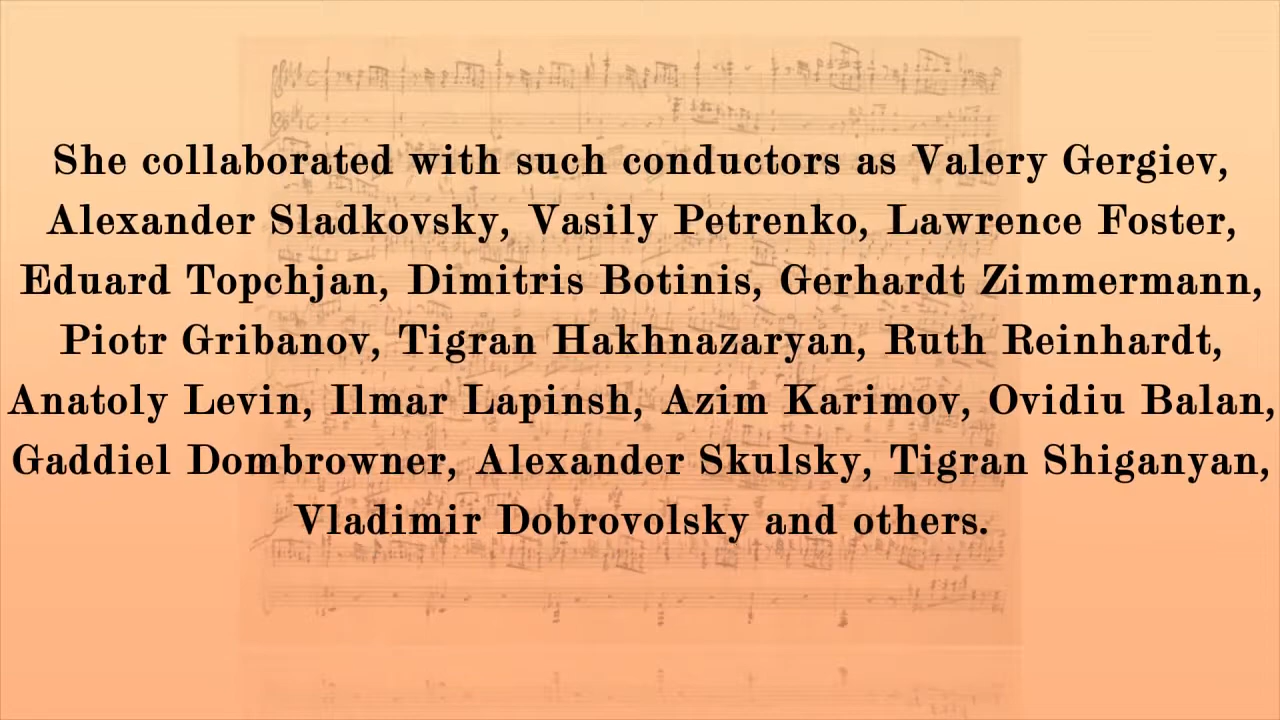 She collaborated with such conductors as Valery Gergiev,
Alexander Sladkovsky, Vasily Petrenko, Lawrence Foster,
Eduard Topchjan, Dimitris Botinis, Gerhardt Zimmermann,
Piotr Gribanov, Tigran Hakhnazaryan, Ruth Reinhardt,
Anatoly Levin, Ilmar Lapinsh, Azim Karimov, Ovidiu Balan,
Gaddiel Dombrowner, Alexander Skulsky, Tigran Shiganyan,
Vladimir Dobrovolsky and others.